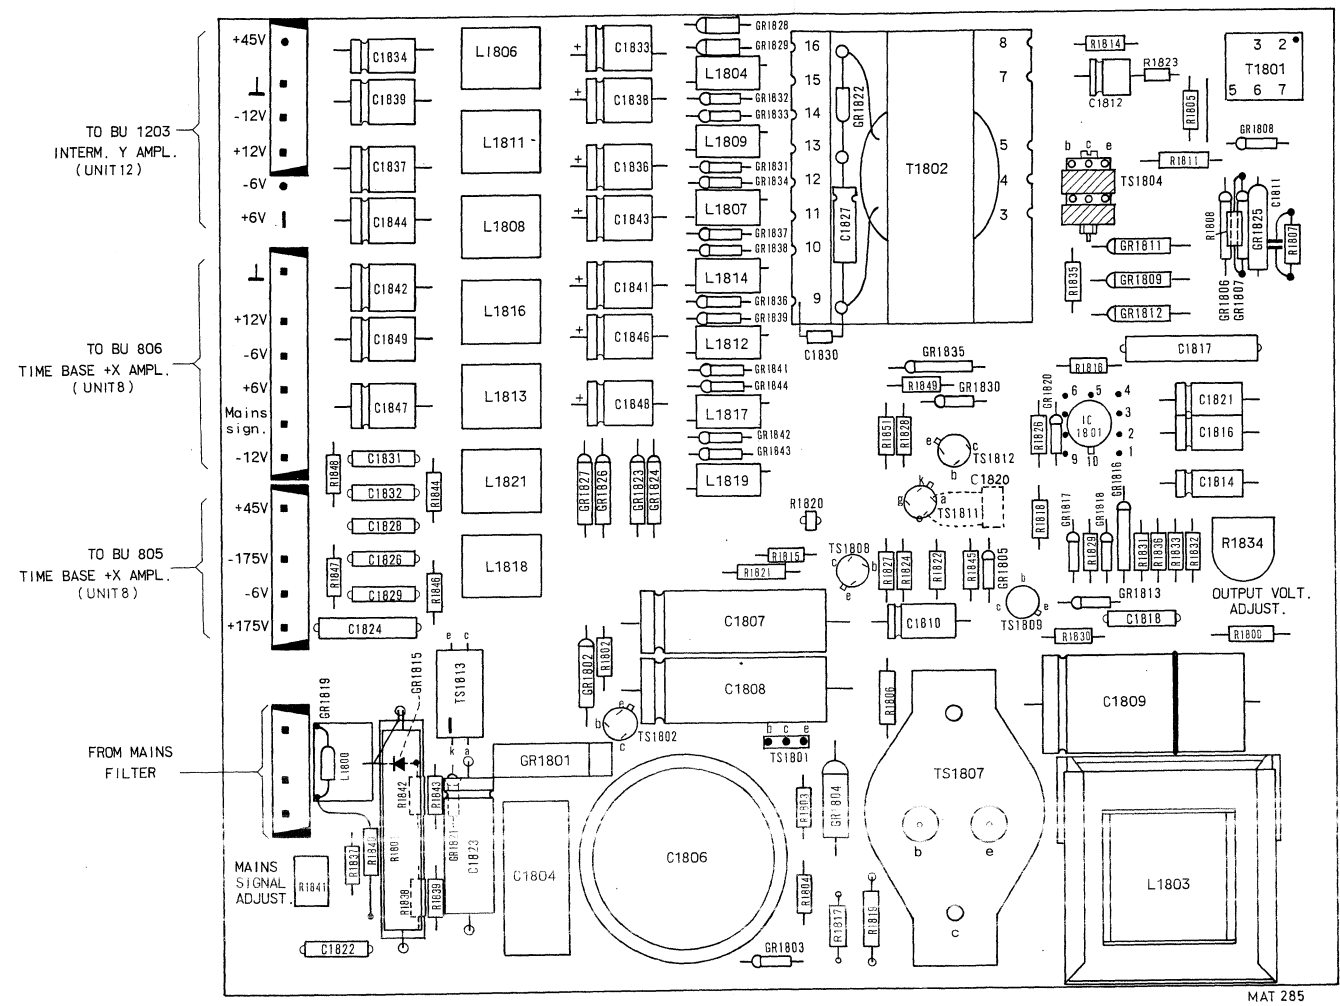 +45V
-12V
+12V
-6V
+6V
TO BU 1203
INTERM. Y AMPL.
(UNIT12)
+12V
-6V
+6V
Mains
sign.
-12V
TO BU 806
TIME BASE +X AMPL.
(UNIT8)
+45V
-175V
-6V
+175V
TO BU 805
TIME BASE +X AMPL.
(UNIT8)
FROM MAINS
FILTER
MAINS
SIGNAL
ADJUST.
R1841
C1834
C1839
C1837
C1844
C1842
C1849
C1847
R1848
C1831
C1832
R1844
C1828
C1826
R1847
C1829
R1846
C1824
L1806
L1811
L1808
L1816
L1813
L1821
L1818
+ C1833
+ C1838
+ C1836
+ C1843
+ C1841
+ C1846
+ C1848
GR1827
GR1826
GR1823
GR1824
GR1828
GR1829
L1804
GR1832
GR1833
L1809
GR1831
GR1834
L1807
GR1837
GR1838
L1814
GR1836
GR1839
L1812
GR1841
GR1844
L1817
GR1842
GR1843
L1819
16
15
14
13
12
11
10
9
GR1822
C1827
C1830
T1802
8
7
5
4
3
R1814
C1812
R1823
R1805
3 2
T1801
5 6 7
GR1808
b c e
TS1804
R1811
GR1811
GR1809
GR1812
R1835
R1808
GR1806
GR1807
GR1825
C1811
R1807
C1817
GR1835
R1849
GR1830
R1851
R1828
e c
TS1812
b
k
g a
TS1811
C1820
R1816
GR1820
R1826
6 5 4
3
2
1
9 10
IC
1801
C1821
C1816
C1814
GR1816
R1818
GR1817
R1829
GR1818
R1831
R1836
R1833
R1832
R1834
OUTPUT VOLT.
ADJUST.
R1820
R1815
R1821
TS1808
c b
e
R1827
R1824
R1822
R1845
GR1805
b
c e
TS1809
GR1813
C1818
R1830
R1800
C1807
C1808
C1810
R1806
C1809
GR1802
R1802
e
b
c
TS1802
b c e
TS1801
e c
TS1813
k a
GR1815
GR1819
L1800
R1842
R1843
R1801
R1840
R1837
R1838
R1839
GR1821
C1823
C1822
GR1801
C1804
C1806
R1803
GR1804
R1804
R1817
R1819
GR1803
TS1807
b e
c
L1803
MAT 285